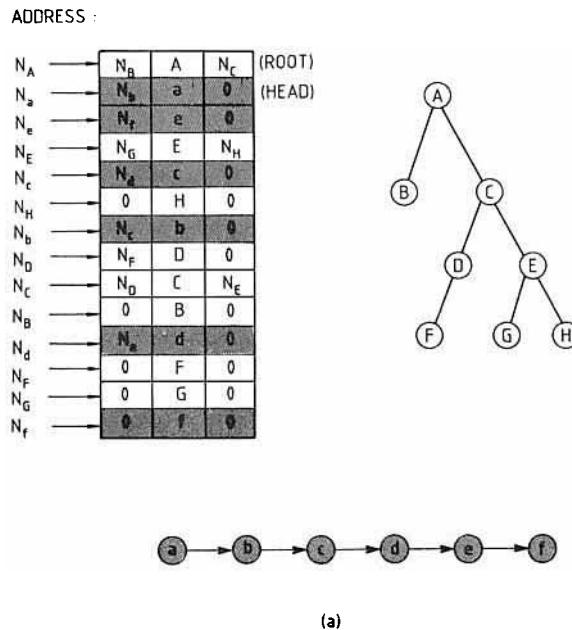 ADDRESS :
N_A N_B A N_C (ROOT)
N_a N_b a 0 (HEAD)
N_e N_f e 0
N_E N_G E N_H
N_c N_d c 0
N_H 0 H 0
N_b N_c b 0
N_D N_F D 0
N_C N_D C N_E
N_B 0 B 0
N_d N_e d 0
N_F 0 F 0
N_G 0 G 0
N_f 0 f 0
A
B C
D E
F G H
a b c d e f
(a)